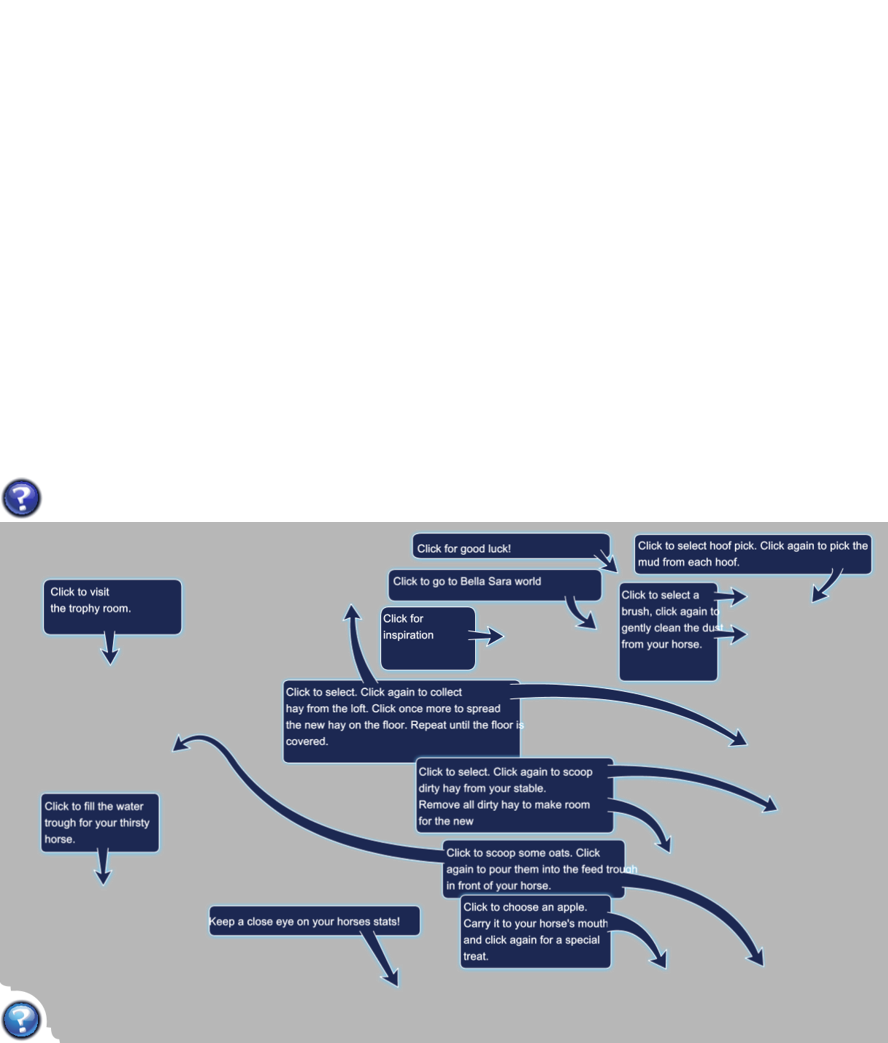 ?
Click for good luck!
Click to select hoof pick. Click again to pick the
mud from each hoof.
Click to go to Bella Sara world
Click to visit
the trophy room.
Click to select a
brush, click again to
gently clean the dust
from your horse.
Click for
inspiration
Click to select. Click again to collect
hay from the loft. Click once more to spread
the new hay on the floor. Repeat until the floor is
covered.
Click to select. Click again to scoop
dirty hay from your stable.
Remove all dirty hay to make room
for the new
Click to fill the water
trough for your thirsty
horse.
Click to scoop some oats. Click
again to pour them into the feed trough
in front of your horse.
Click to choose an apple.
Carry it to your horse's mouth
and click again for a special
treat.
Keep a close eye on your horses stats!
?